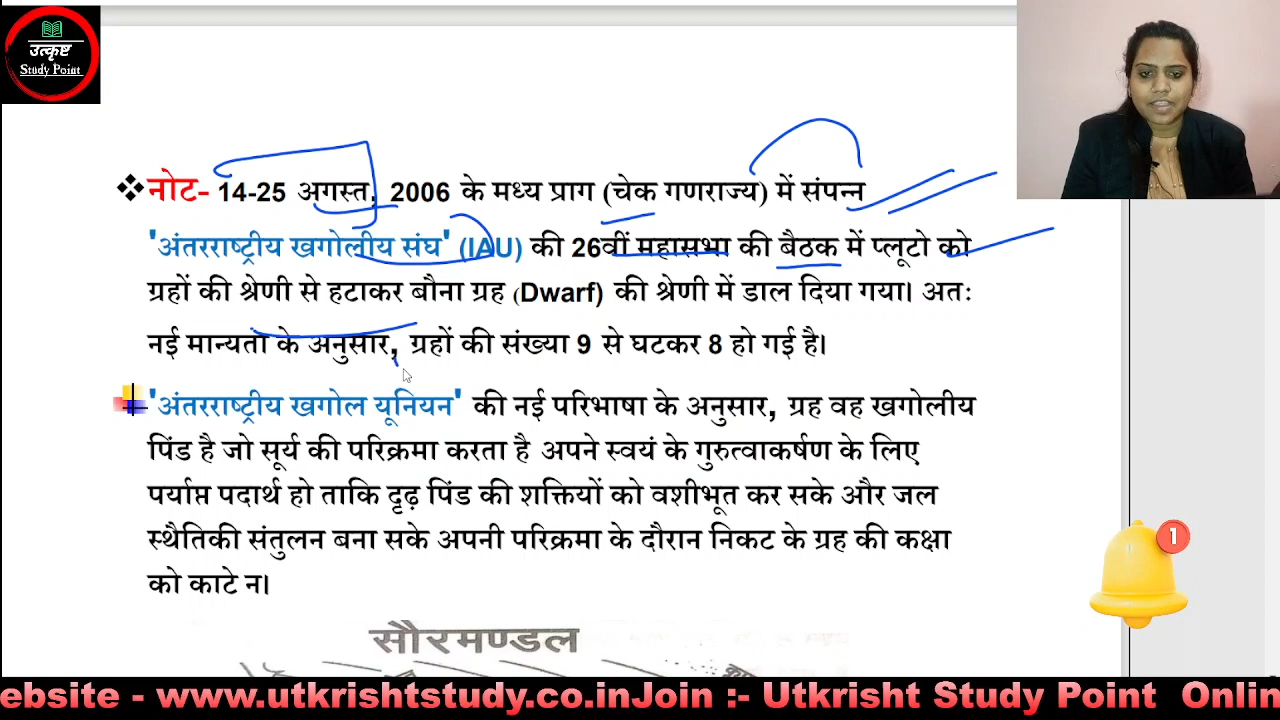 उत्कृष्ट
Study Point
❖ नोट- 14-25 अगस्त, 2006 के मध्य प्राग (चेक गणराज्य) में संपन्न
'अंतरराष्ट्रीय खगोलीय संघ' (IAU) की 26वीं महासभा की बैठक में प्लूटो को
ग्रहों की श्रेणी से हटाकर बौना ग्रह (Dwarf) की श्रेणी में डाल दिया गया। अतः
नई मान्यता के अनुसार, ग्रहों की संख्या 9 से घटकर 8 हो गई है।
'अंतरराष्ट्रीय खगोल यूनियन' की नई परिभाषा के अनुसार, ग्रह वह खगोलीय
पिंड है जो सूर्य की परिक्रमा करता है अपने स्वयं के गुरुत्वाकर्षण के लिए
पर्याप्त पदार्थ हो ताकि दृढ़ पिंड की शक्तियों को वशीभूत कर सके और जल
स्थैतिकी संतुलन बना सके अपनी परिक्रमा के दौरान निकट के ग्रह की कक्षा
को काटे न।
1
सौरमण्डल
ebsite - www.utkrishtstudy.co.inJoin :- Utkrisht Study Point Onlin